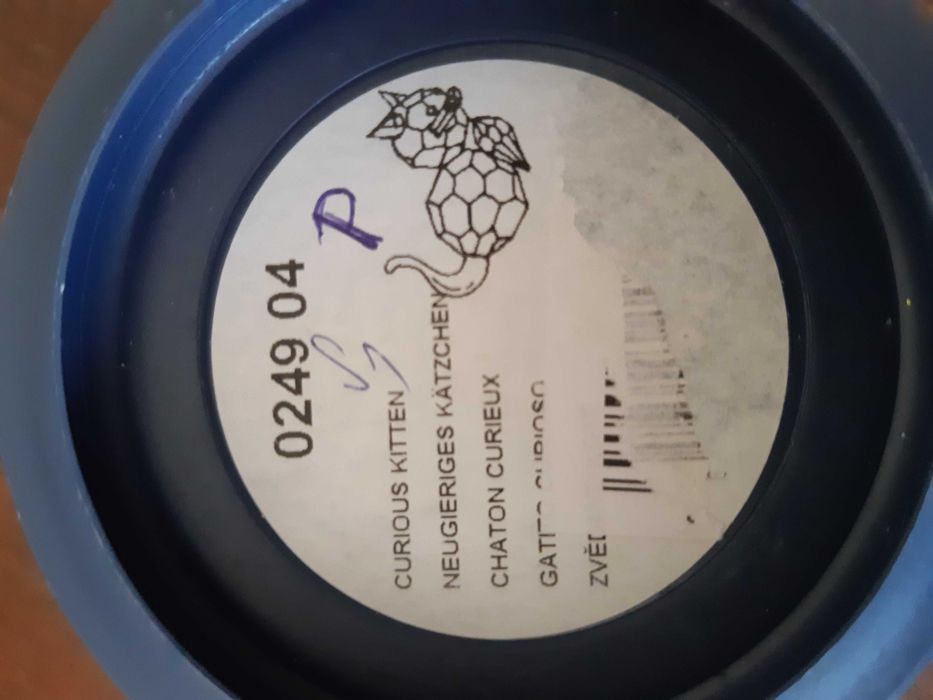 0249 04
P
CURIOUS KITTEN
NEUGIERIGES KÄTZCHEN
CHATON CURIEUX